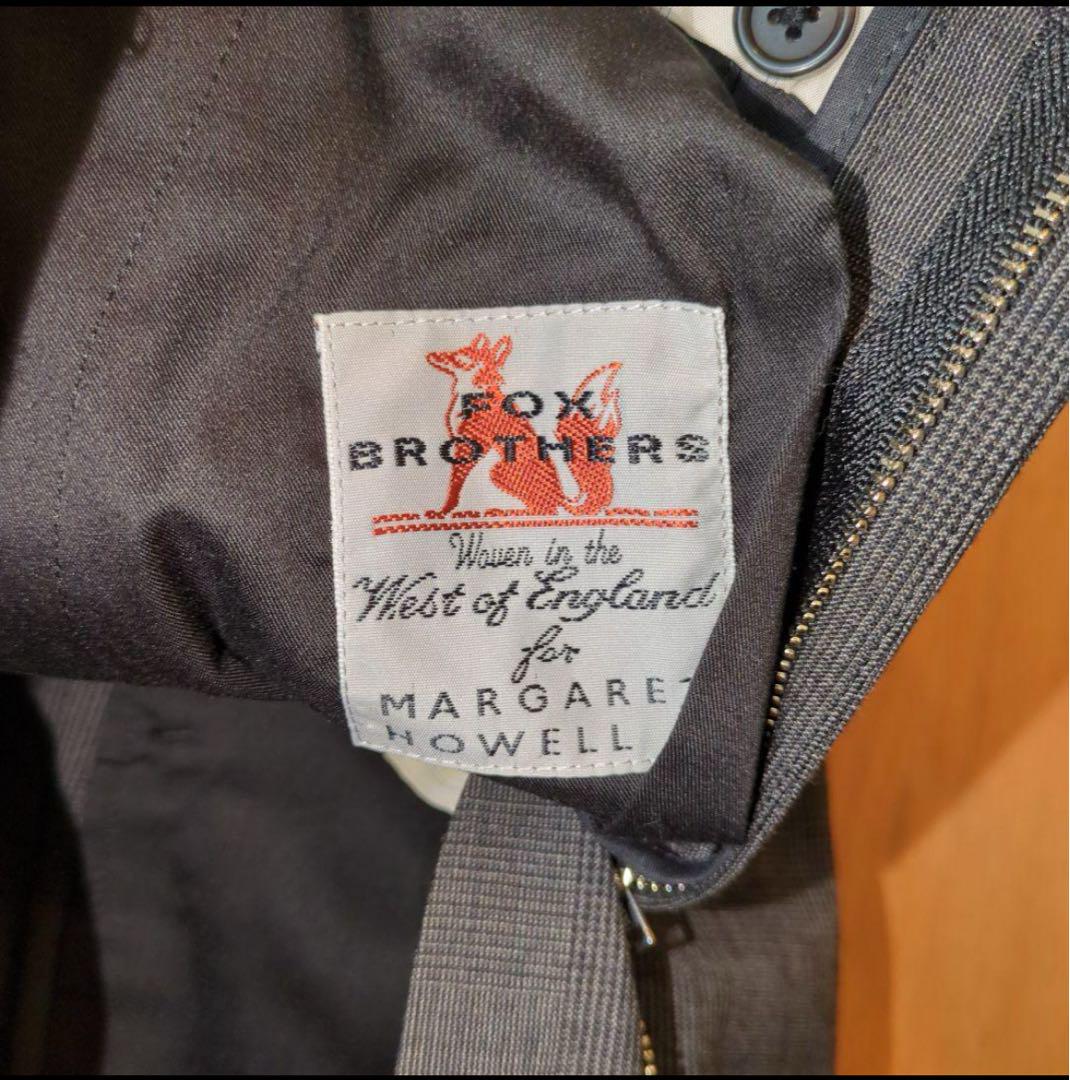 FOX
BROTHERS
Woven in the
West of England
for
MARGARET
HOWELL